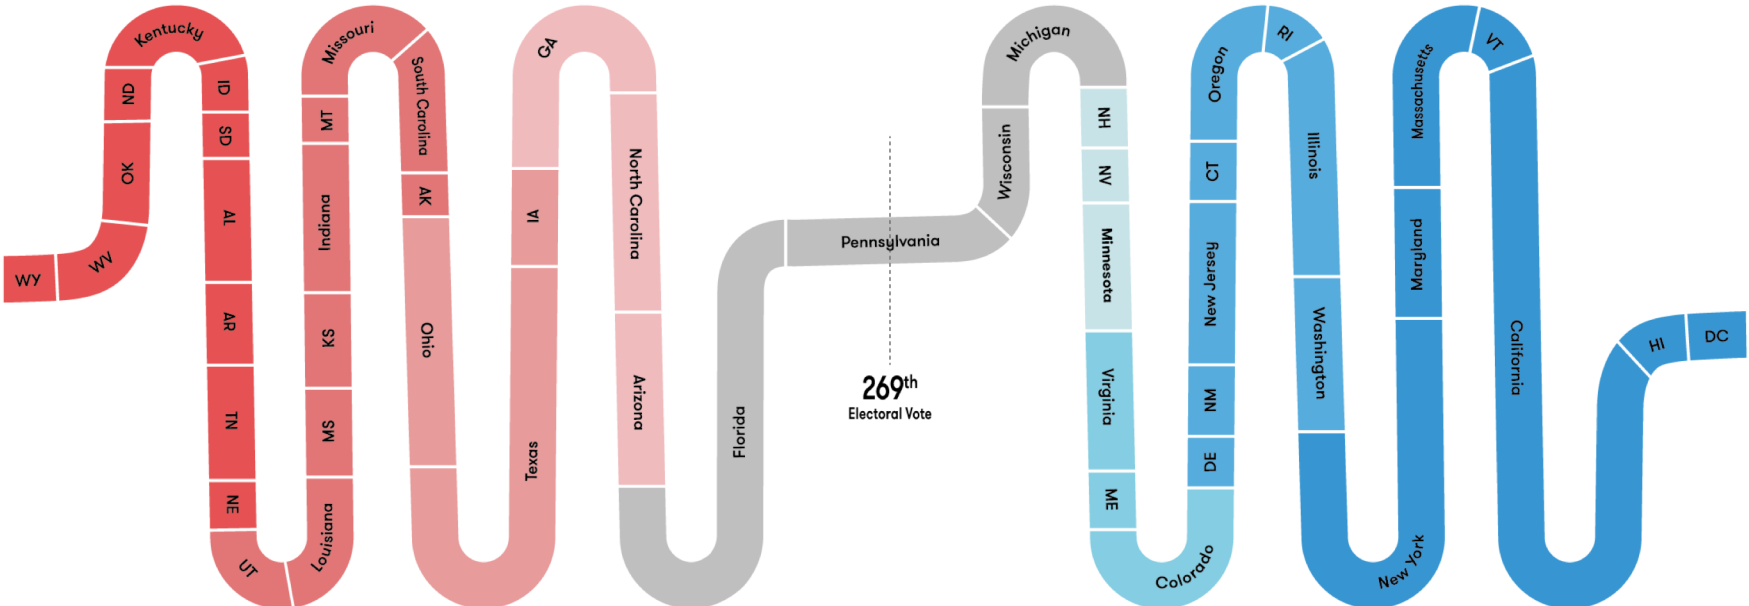 WY
WV
OK
ND
Kentucky
ID
SD
AL
AR
TN
NE
UT
Louisiana
MS
KS
Indiana
MT
Missouri
South Carolina
AK
Ohio
Texas
IA
GA
North Carolina
Arizona
Florida
Pennsylvania
269th
Electoral Vote
Wisconsin
Michigan
NH
NV
Minnesota
Virginia
ME
Colorado
DE
NM
New Jersey
CT
Oregon
RI
Illinois
Washington
New York
Maryland
Massachusetts
VT
California
HI
DC